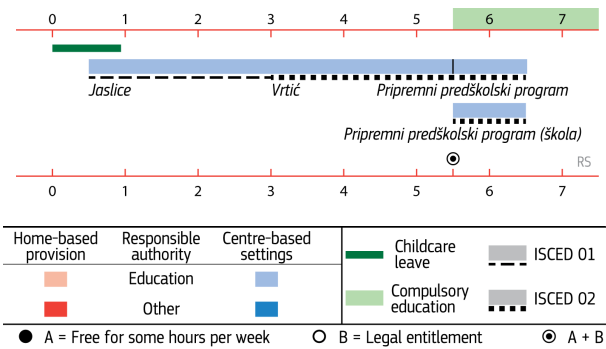 0 1 2 3 4 5 6 7
Jaslice Vrtić Pripremni predškolski program
Pripremni predškolski program (škola)
RS
0 1 2 3 4 5 6 7
Home-based provision Responsible authority Centre-based settings
Education
Other
Childcare leave
ISCED 01
Compulsory education
ISCED 02
A = Free for some hours per week B = Legal entitlement A + B